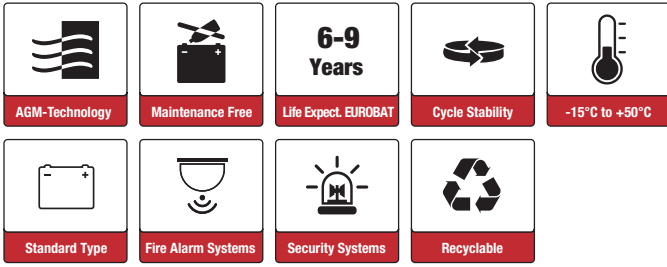 6-9
Years
AGM-Technology
Maintenance Free
Life Expect. EUROBAT
Cycle Stability
-15°C to +50°C
Standard Type
Fire Alarm Systems
Security Systems
Recyclable